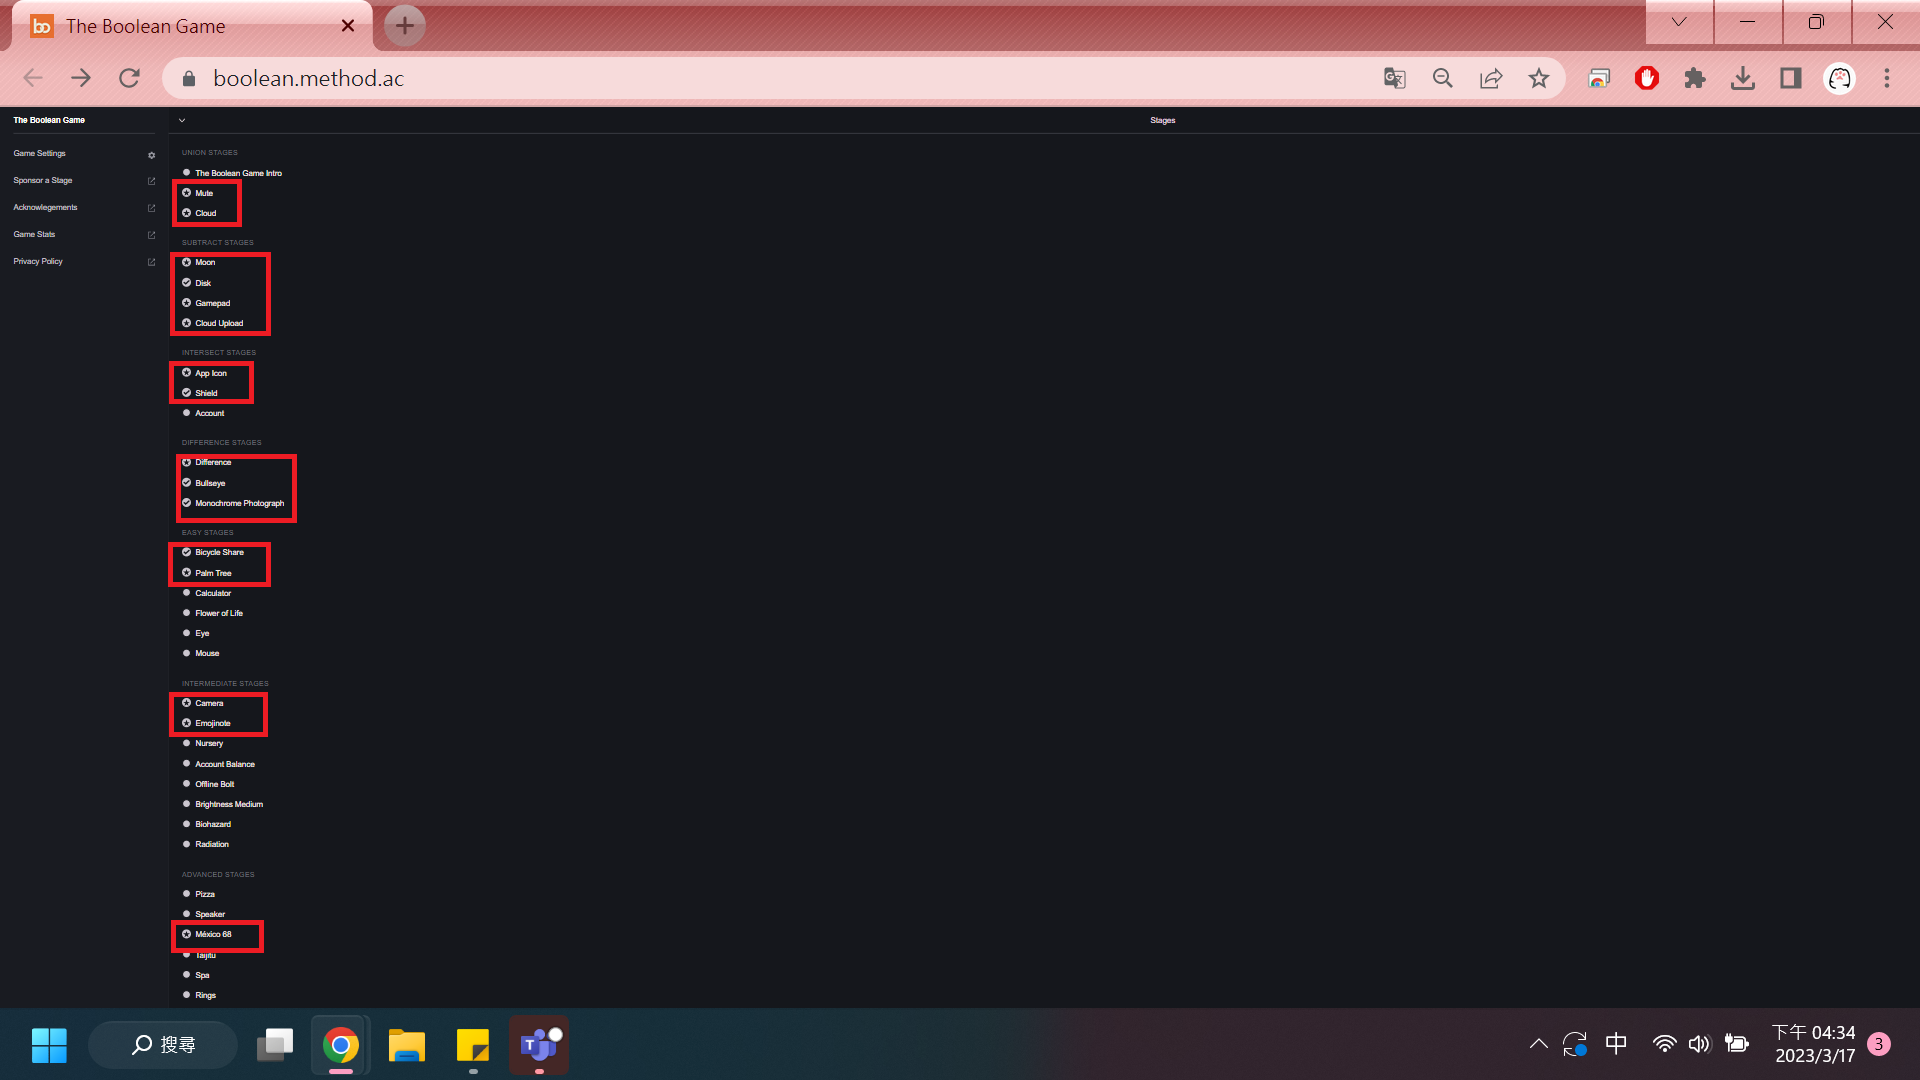 The Boolean Game
boolean.method.ac
The Boolean Game
Stages
Game Settings
Sponsor a Stage
Acknowlegements
Game Stats
Privacy Policy
UNION STAGES
The Boolean Game Intro
Mute
Cloud
SUBTRACT STAGES
Moon
Disk
Gamepad
Cloud Upload
INTERSECT STAGES
App Icon
Shield
Account
DIFFERENCE STAGES
Difference
Bullseye
Monochrome Photograph
EASY STAGES
Bicycle Share
Palm Tree
Calculator
Flower of Life
Eye
Mouse
INTERMEDIATE STAGES
Camera
Emojinote
Nursery
Account Balance
Offline Bolt
Brightness Medium
Biohazard
Radiation
ADVANCED STAGES
Pizza
Speaker
México 68
Taijitu
Spa
Rings
搜尋
中
下午 04:34
2023/3/17
3